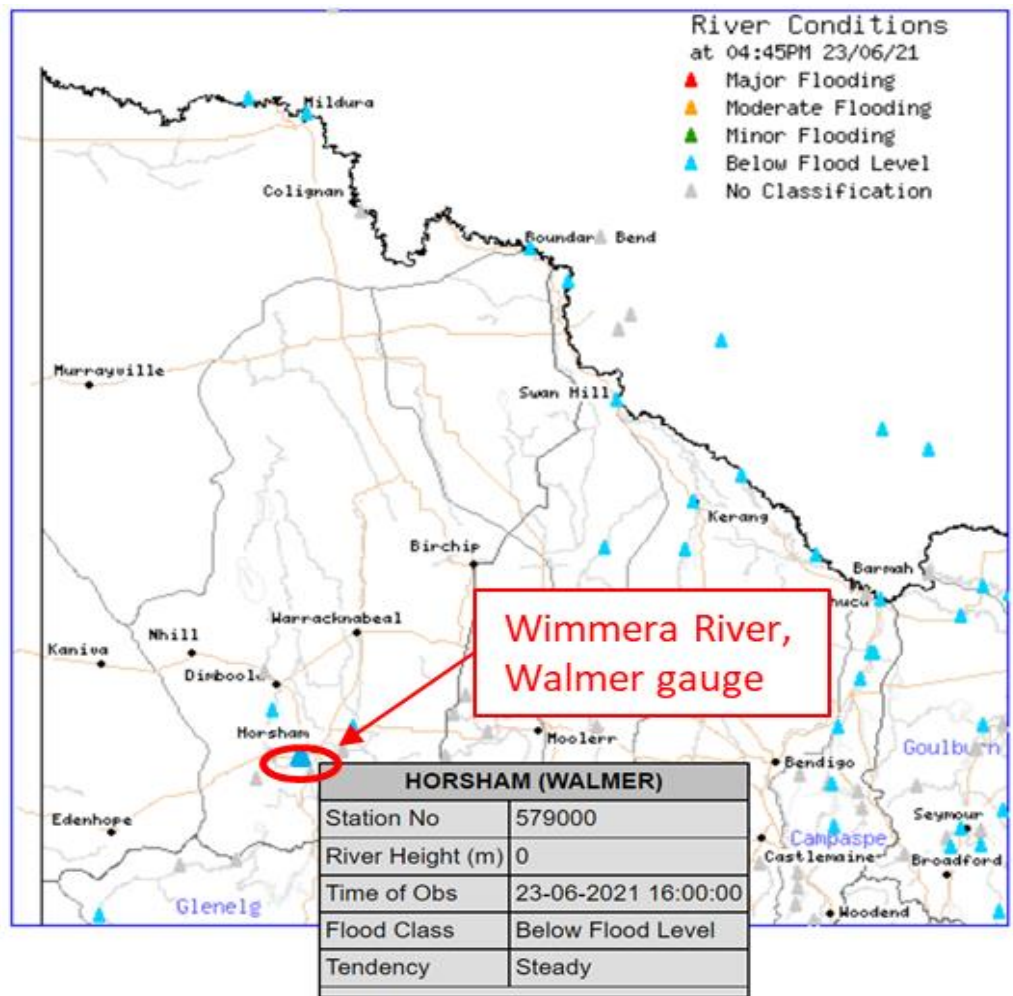 River Conditions
at 04:45PM 23/06/21
Major Flooding
Moderate Flooding
Minor Flooding
Below Flood Level
No Classification
Mildura
Colignan
Boundar Bend
Murrayville
Swan Hill
Kerang
Birchip
Barmah
huca
Warracknabeal
Nhill
Kaniva
Dimboola
Wimmera River,
Walmer gauge
Horsham
Moolerr
Goulburn
Bendigo
Edenhope
Seymour
Campaspe
Castlemaine
Broadford
Glenelg
Woodend
HORSHAM (WALMER)
Station No 579000
River Height (m) 0
Time of Obs 23-06-2021 16:00:00
Flood Class Below Flood Level
Tendency Steady